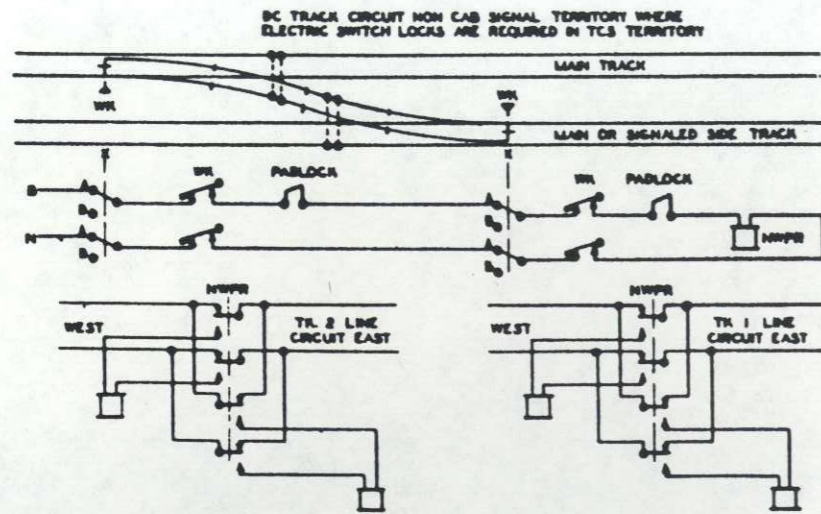 DC TRACK CIRCUIT NON CAB SIGNAL TERRITORY WHERE
ELECTRIC SWITCH LOCKS ARE REQUIRED IN TCS TERRITORY
MAIN TRACK
WK
WK
MAIN OR SIGNALED SIDE TRACK
X
X
B
A
B
WK
PADLOCK
A
B
WK
PADLOCK
N
A
B
A
B
NWPR
NWPR
NWPR
WEST
TK 2 LINE
CIRCUIT EAST
WEST
TK 1 LINE
CIRCUIT EAST